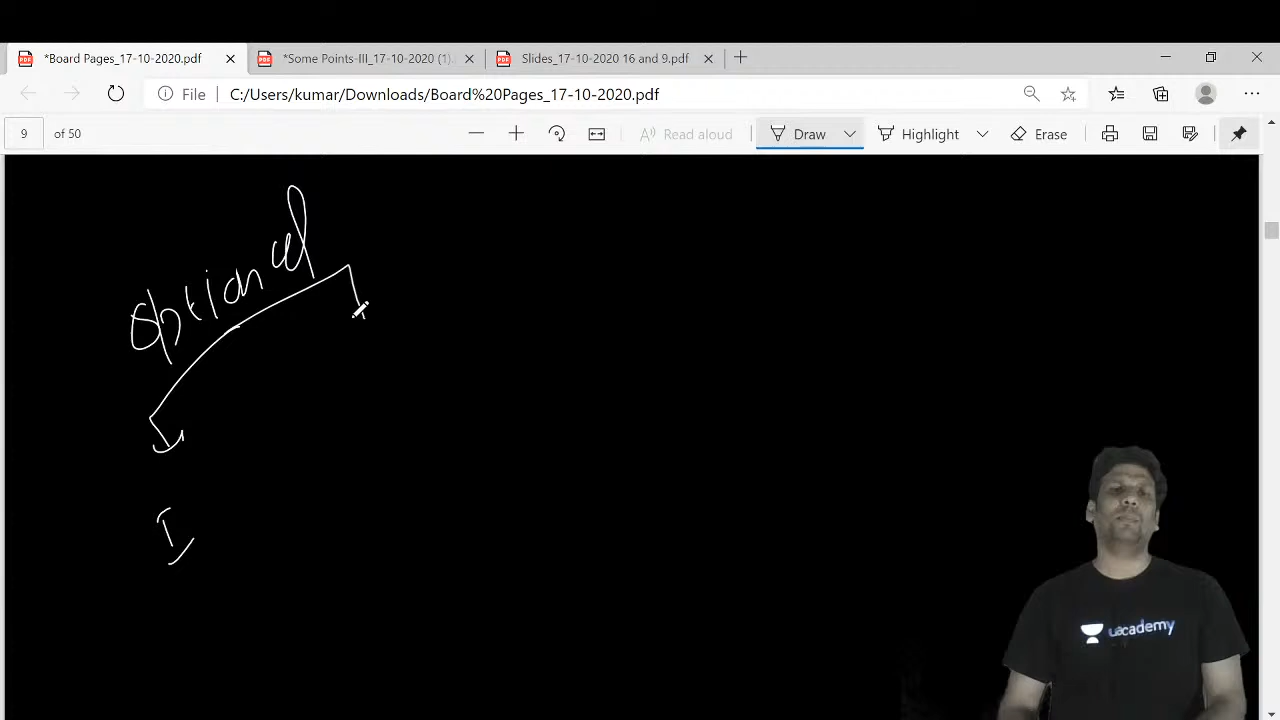 *Board Pages_17-10-2020.pdf
*Some Points-III_17-10-2020 (1).
Slides_17-10-2020 16 and 9.pdf
File
C:/Users/kumar/Downloads/Board%20Pages_17-10-2020.pdf
9 of 50
Read aloud
Draw
Highlight
Erase
Optional
I
unacademy